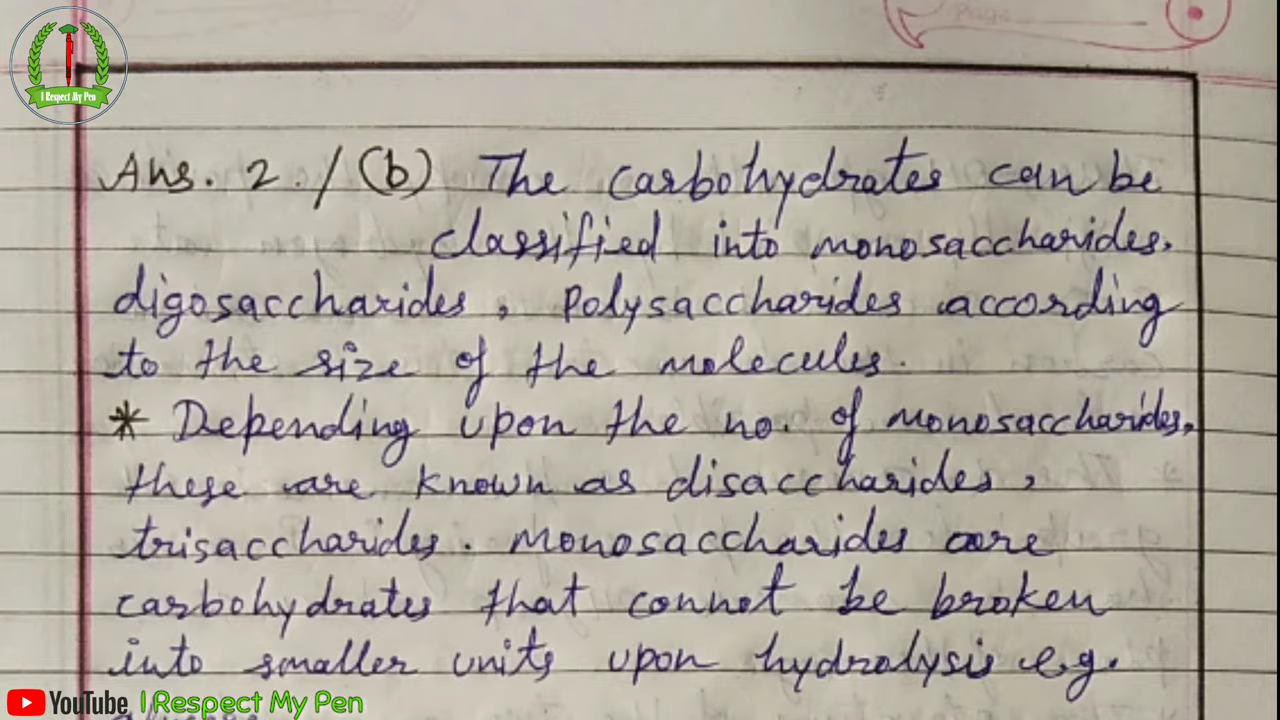 I Respect My Pen
Page
Ans. 2. / (b) The carbohydrates can be
classified into monosaccharides.
digosaccharides, polysaccharides according
to the size of the molecules.
* Depending upon the no. of monosaccharides,
these are known as disaccharides,
trisaccharides. monosaccharides are
carbohydrates that connot be broken
into smaller units upon hydrolysis e.g.
YouTube I Respect My Pen